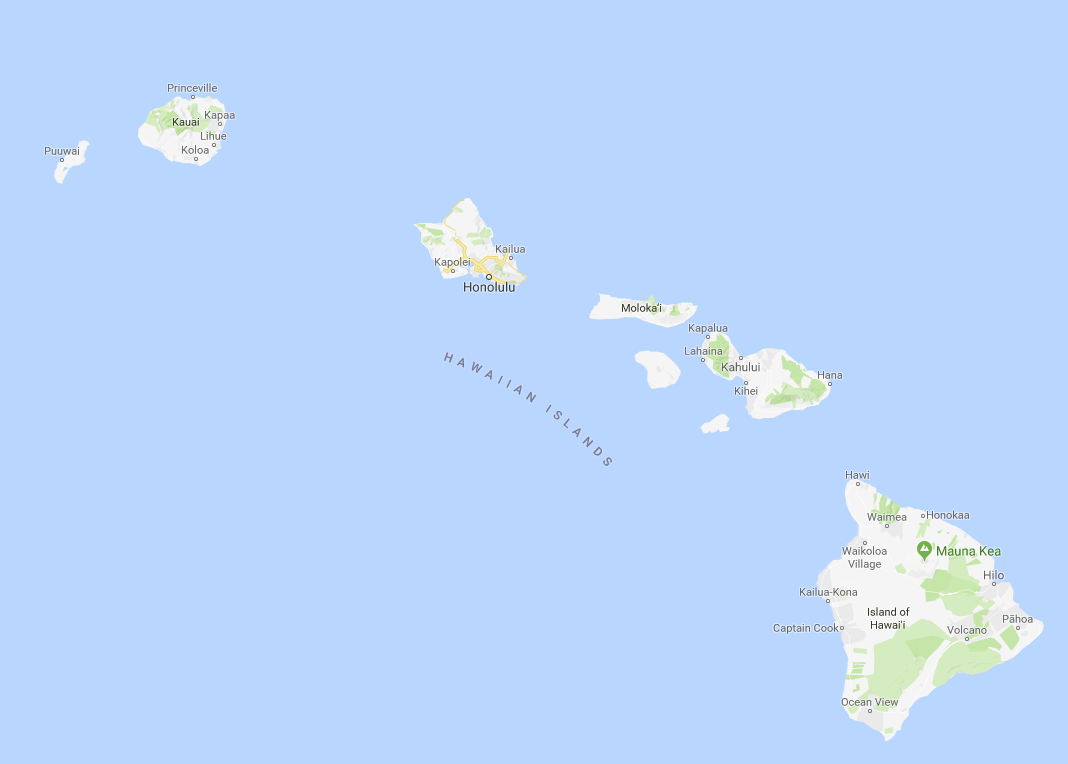 Princeville
Kapaa
Kauai
Lihue
Koloa
Puuwai
Kailua
Kapolei
Honolulu
Moloka'i
Kapalua
Lahaina
Kahului
Hana
Kihei
HAWAIIAN ISLANDS
Hawi
Waimea
Honokaa
Waikoloa
Village
Mauna Kea
Hilo
Kailua-Kona
Island of
Hawai'i
Captain Cook
Pāhoa
Volcano
Ocean View